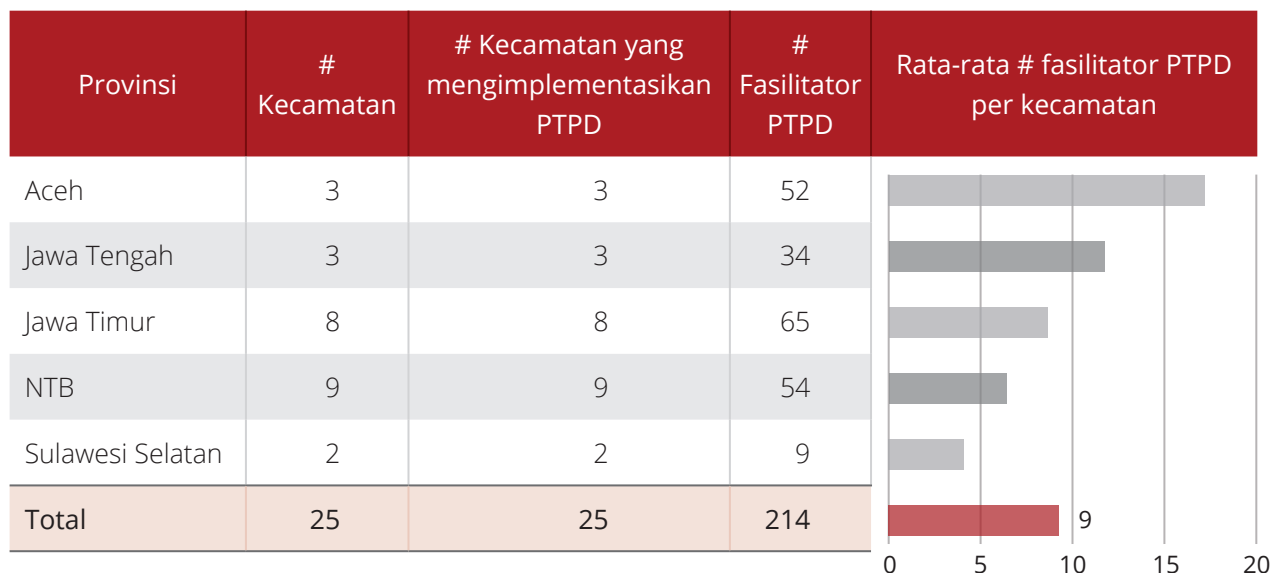 Provinsi
#
Kecamatan
# Kecamatan yang
mengimplementasikan
PTPD
#
Fasilitator
PTPD
Rata-rata # fasilitator PTPD
per kecamatan
Aceh 3 3 52
Jawa Tengah 3 3 34
Jawa Timur 8 8 65
NTB 9 9 54
Sulawesi Selatan 2 2 9
Total 25 25 214 9
0 5 10 15 20